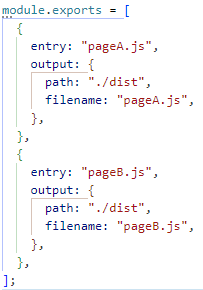 module.exports = [
  {
    entry: "pageA.js",
    output: {
      path: "./dist",
      filename: "pageA.js",
    },
  },
  {
    entry: "pageB.js",
    output: {
      path: "./dist",
      filename: "pageB.js",
    },
  },
];